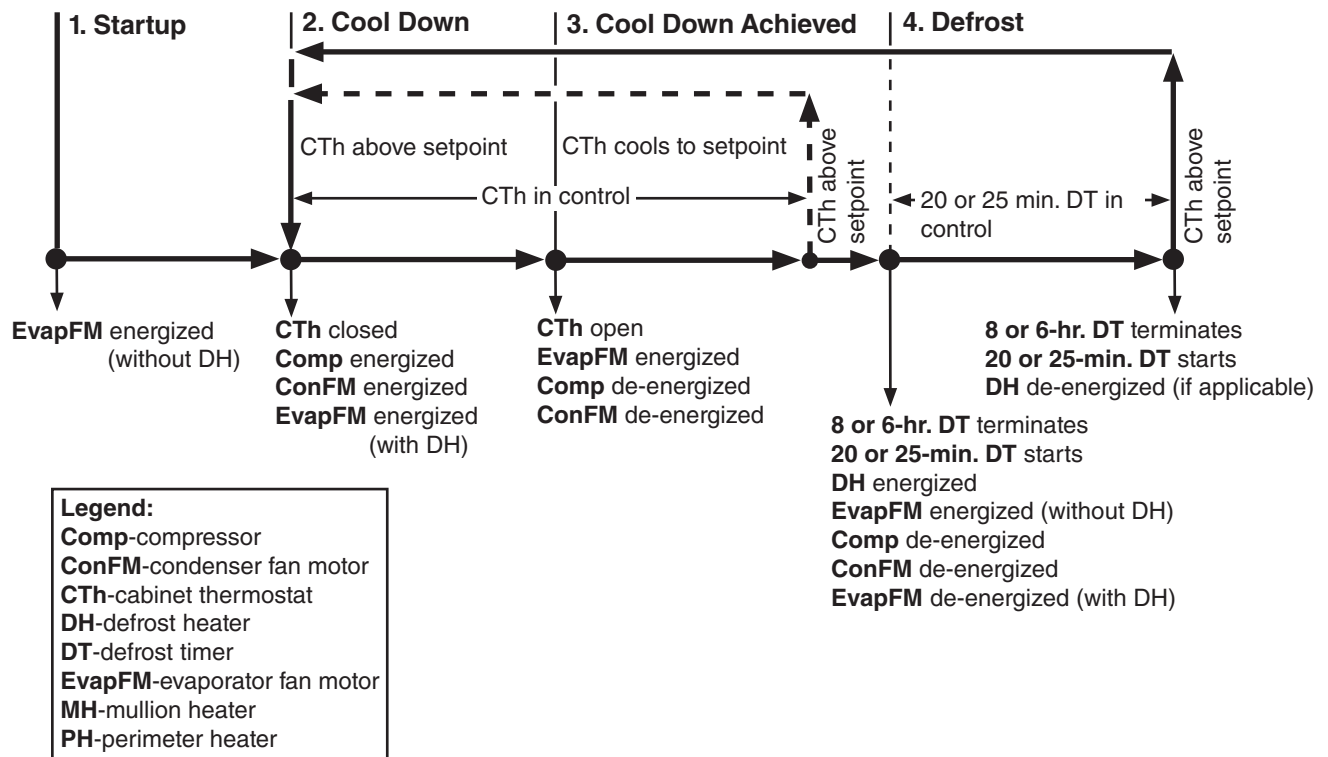 1. Startup
2. Cool Down
3. Cool Down Achieved
4. Defrost
CTh above setpoint
CTh cools to setpoint
CTh in control
CTh above
setpoint
20 or 25 min. DT in
control
CTh above
setpoint
EvapFM energized
(without DH)
CTh closed
Comp energized
ConFM energized
EvapFM energized
(with DH)
CTh open
EvapFM energized
Comp de-energized
ConFM de-energized
8 or 6-hr. DT terminates
20 or 25-min. DT starts
DH energized
EvapFM energized (without DH)
Comp de-energized
ConFM de-energized
EvapFM de-energized (with DH)
8 or 6-hr. DT terminates
20 or 25-min. DT starts
DH de-energized (if applicable)
Legend:
Comp-compressor
ConFM-condenser fan motor
CTh-cabinet thermostat
DH-defrost heater
DT-defrost timer
EvapFM-evaporator fan motor
MH-mullion heater
PH-perimeter heater